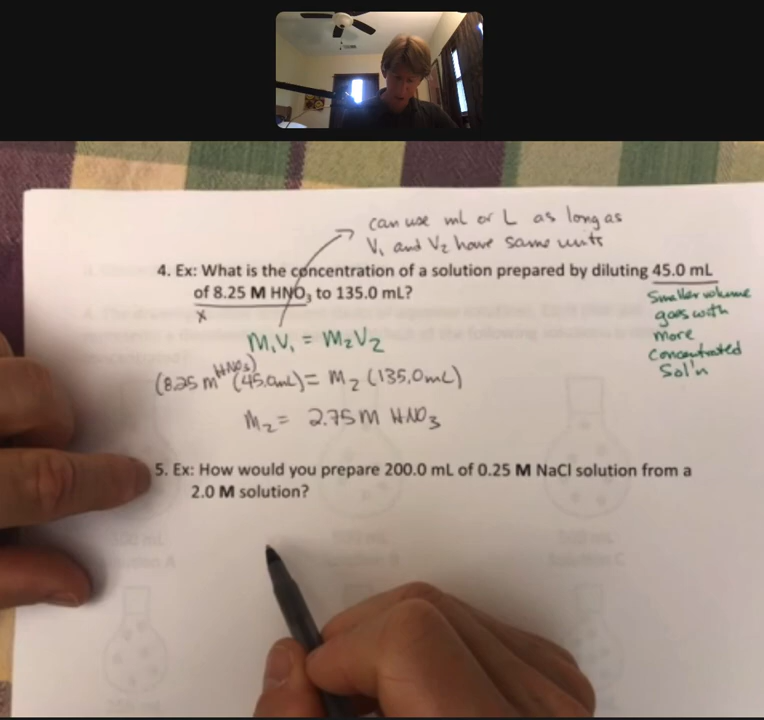 can use mL or L as long as
V₁ and V₂ have same units
4. Ex: What is the concentration of a solution prepared by diluting 45.0 mL
of 8.25 M HNO₃ to 135.0 mL?
x
Smaller volume
goes with
more
concentrated
Sol'n
M₁V₁ = M₂V₂
(8.25 M HNO₃)(45.0mL) = M₂ (135.0mL)
M₂ = 2.75 M HNO₃
5. Ex: How would you prepare 200.0 mL of 0.25 M NaCl solution from a
2.0 M solution?